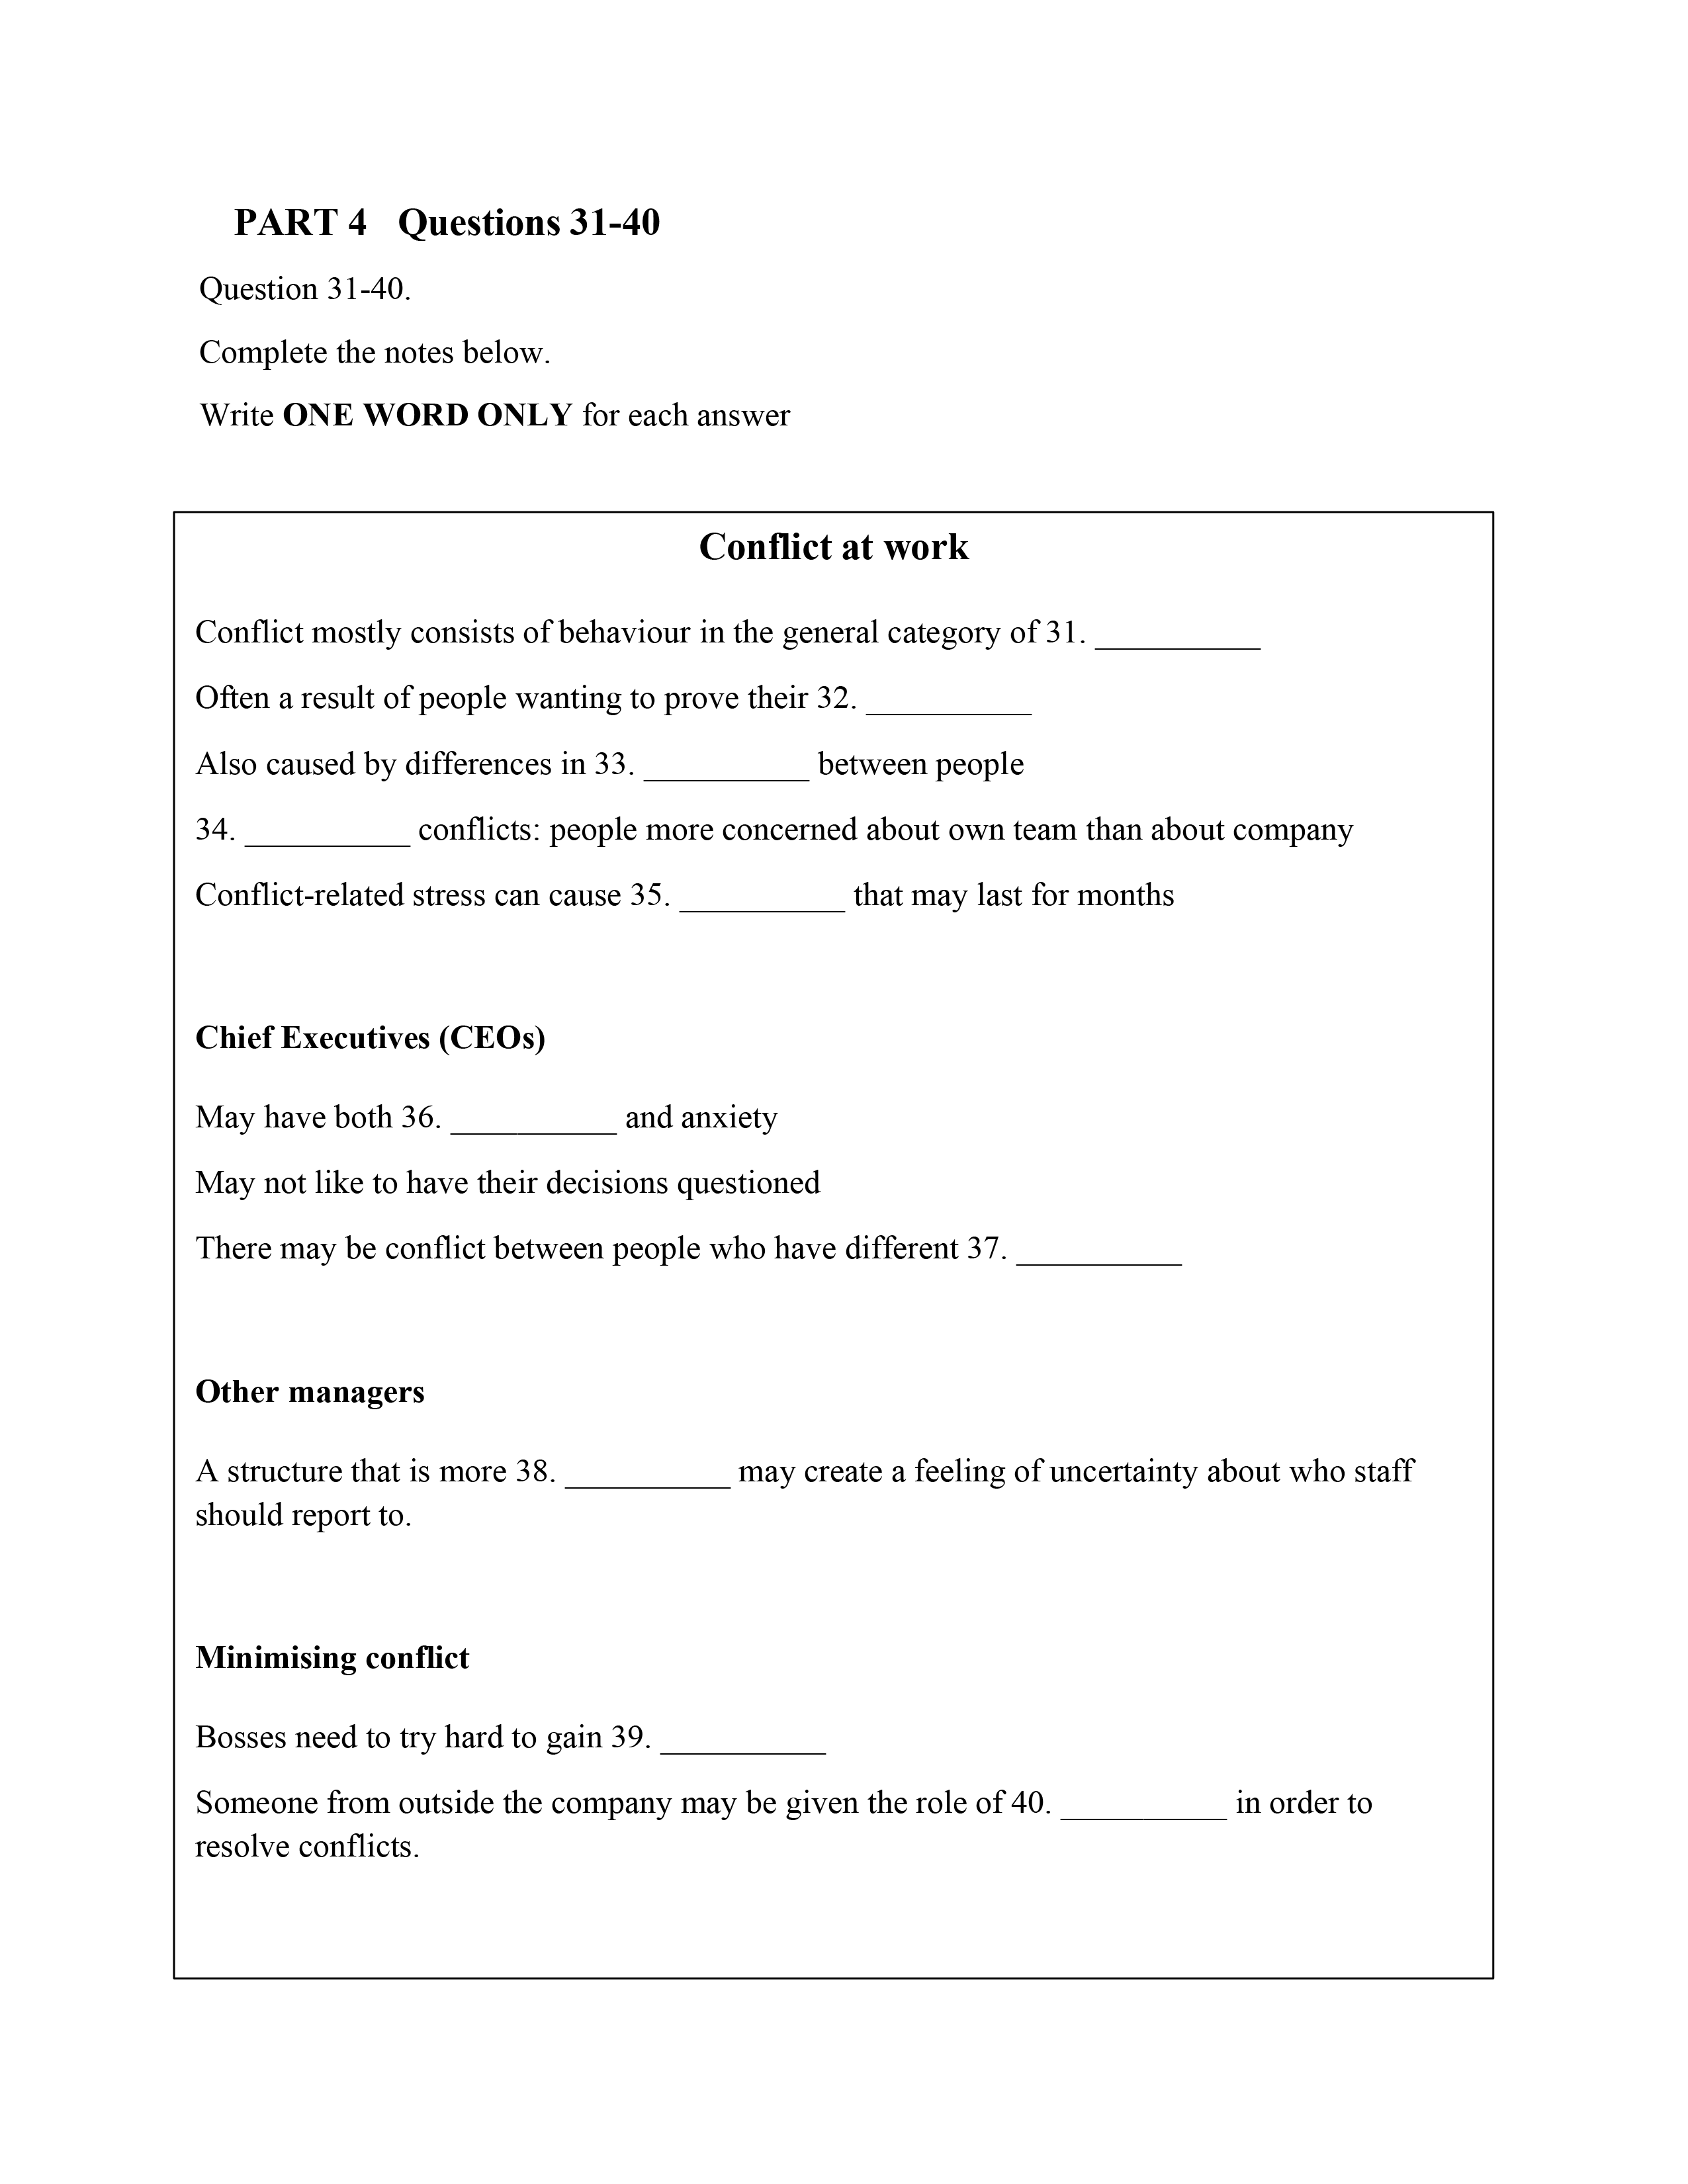 PART 4 Questions 31-40
Question 31-40.
Complete the notes below.
Write ONE WORD ONLY for each answer
Conflict at work
Conflict mostly consists of behaviour in the general category of 31. __________
Often a result of people wanting to prove their 32. __________
Also caused by differences in 33. __________ between people
34. __________ conflicts: people more concerned about own team than about company
Conflict-related stress can cause 35. __________ that may last for months
Chief Executives (CEOs)
May have both 36. __________ and anxiety
May not like to have their decisions questioned
There may be conflict between people who have different 37. __________
Other managers
A structure that is more 38. __________ may create a feeling of uncertainty about who staff
should report to.
Minimising conflict
Bosses need to try hard to gain 39. __________
Someone from outside the company may be given the role of 40. __________ in order to
resolve conflicts.